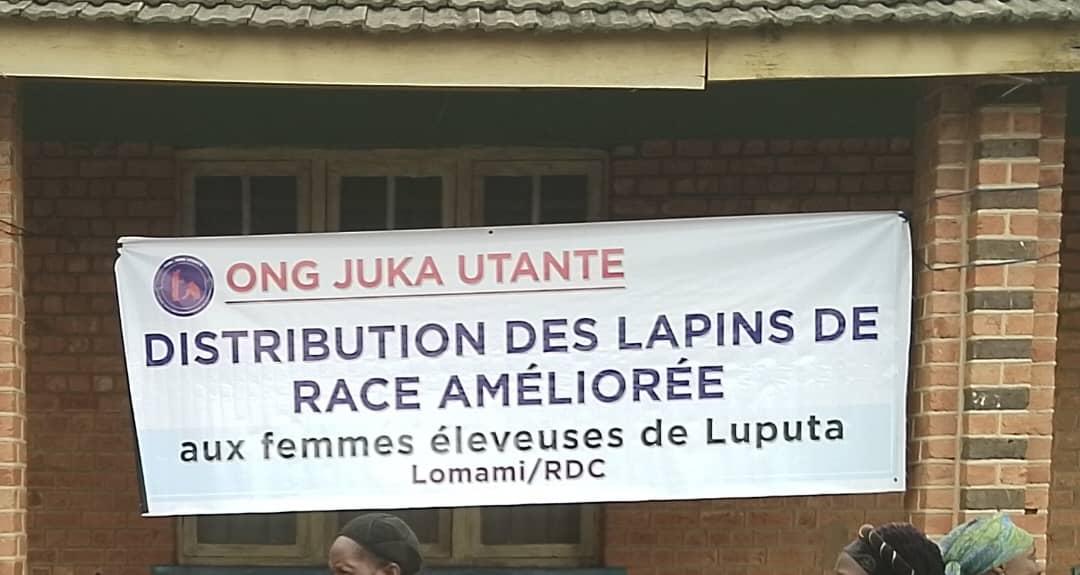 ONG JUKA UTANTE
DISTRIBUTION DES LAPINS DE
RACE AMÉLIORÉE
aux femmes éleveuses de Luputa
Lomami/RDC